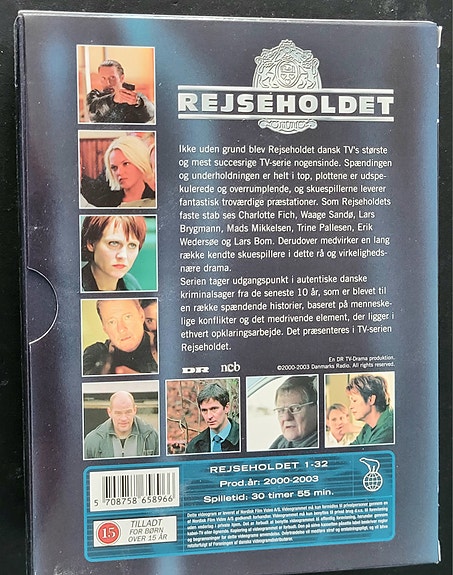 REJSEHOLDET
Ikke uden grund blev Rejseholdet dansk TV's største
og mest succesrige TV-serie nogensinde. Spændingen
og underholdningen er helt i top, plottene er udspe-
kulerede og overrumplende, og skuespillerne leverer
fantastisk troværdige præstationer. Som Rejseholdets
faste stab ses Charlotte Fich, Waage Sandø, Lars
Brygmann, Mads Mikkelsen, Trine Pallesen, Erik
Wedersøe og Lars Bom. Derudover medvirker en lang
række kendte skuespillere i dette rå og virkeligheds-
nære drama.
Serien tager udgangspunkt i autentiske danske
kriminalsager fra de seneste 10 år, som er blevet til
en række spændende historier, baseret på menneske-
lige konflikter og det medrivende element, der ligger i
ethvert opklaringsarbejde. Det præsenteres i TV-serien
Rejseholdet.
En DR TV-Drama produktion.
©2000-2003 Danmarks Radio. All rights reserved.
DR ncb
REJSEHOLDET 1-32
Prod.år: 2000-2003
Spilletid: 30 timer 55 min.
5 708758 658966
15
TILLADT
FOR BØRN
OVER 15 ÅR